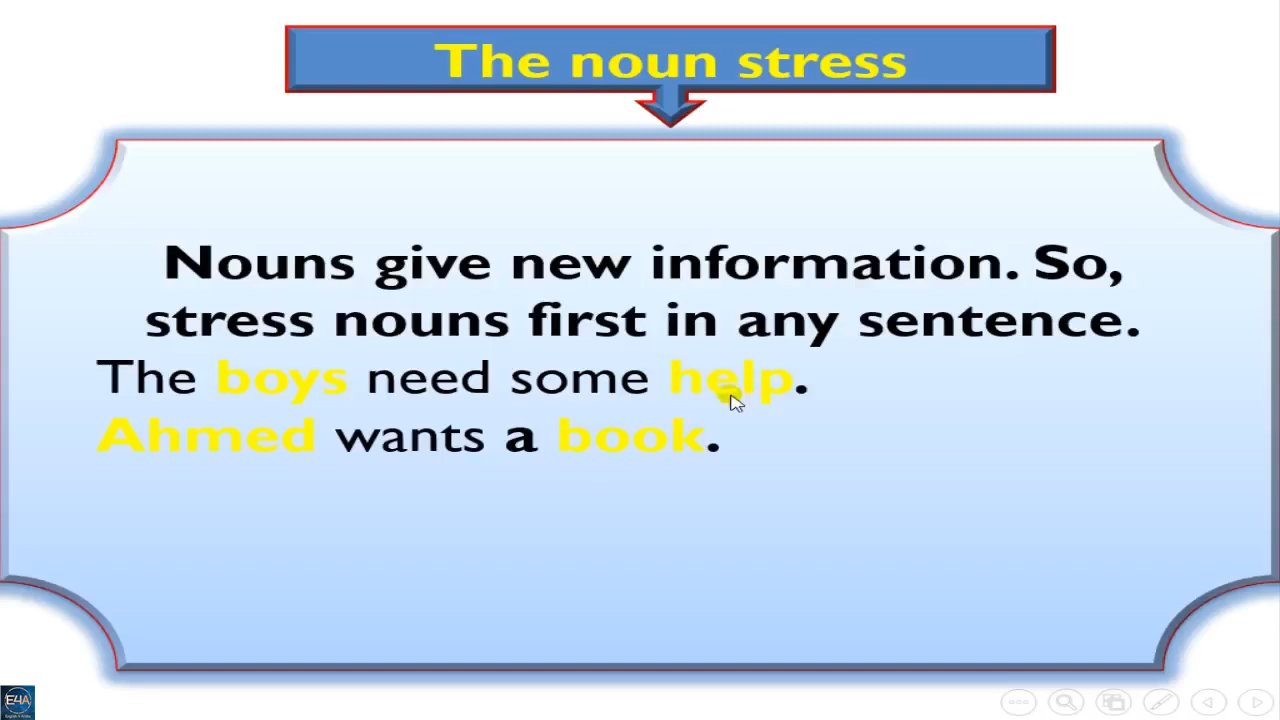 The noun stress
Nouns give new information. So,
stress nouns first in any sentence.
The boys need some help.
Ahmed wants a book.
E4A